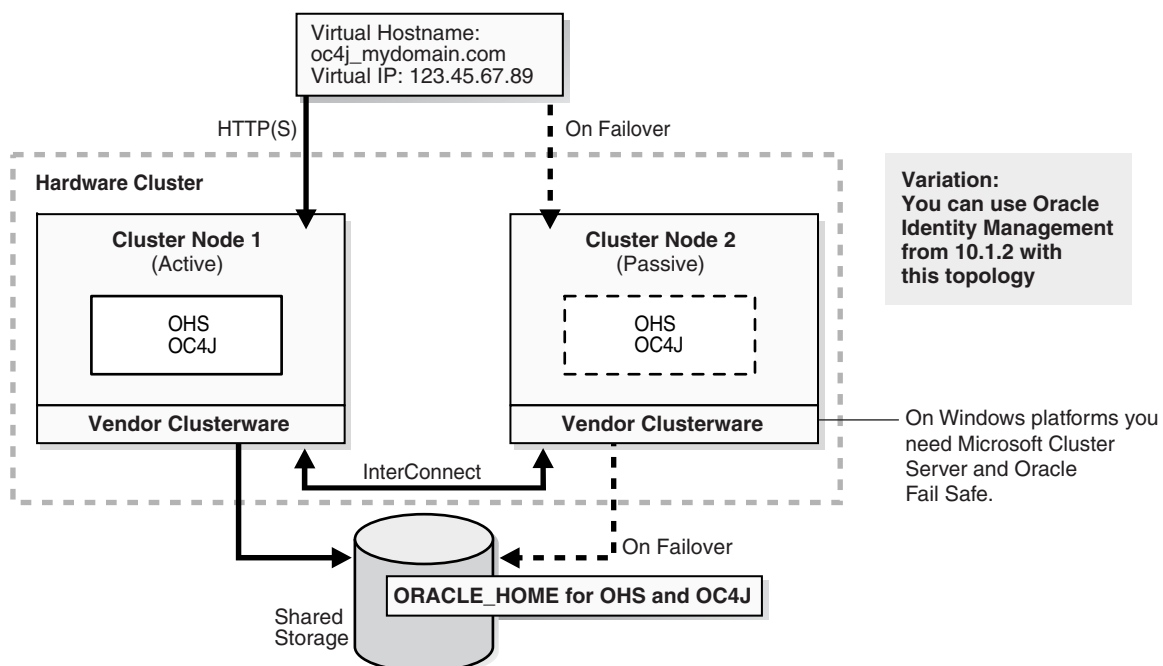 Virtual Hostname:
oc4j_mydomain.com
Virtual IP: 123.45.67.89
HTTP(S)
On Failover
Hardware Cluster
Cluster Node 1
(Active)
OHS
OC4J
Vendor Clusterware
Cluster Node 2
(Passive)
OHS
OC4J
Vendor Clusterware
Variation:
You can use Oracle
Identity Management
from 10.1.2 with
this topology
On Windows platforms you
need Microsoft Cluster
Server and Oracle
Fail Safe.
InterConnect
On Failover
ORACLE_HOME for OHS and OC4J
Shared
Storage